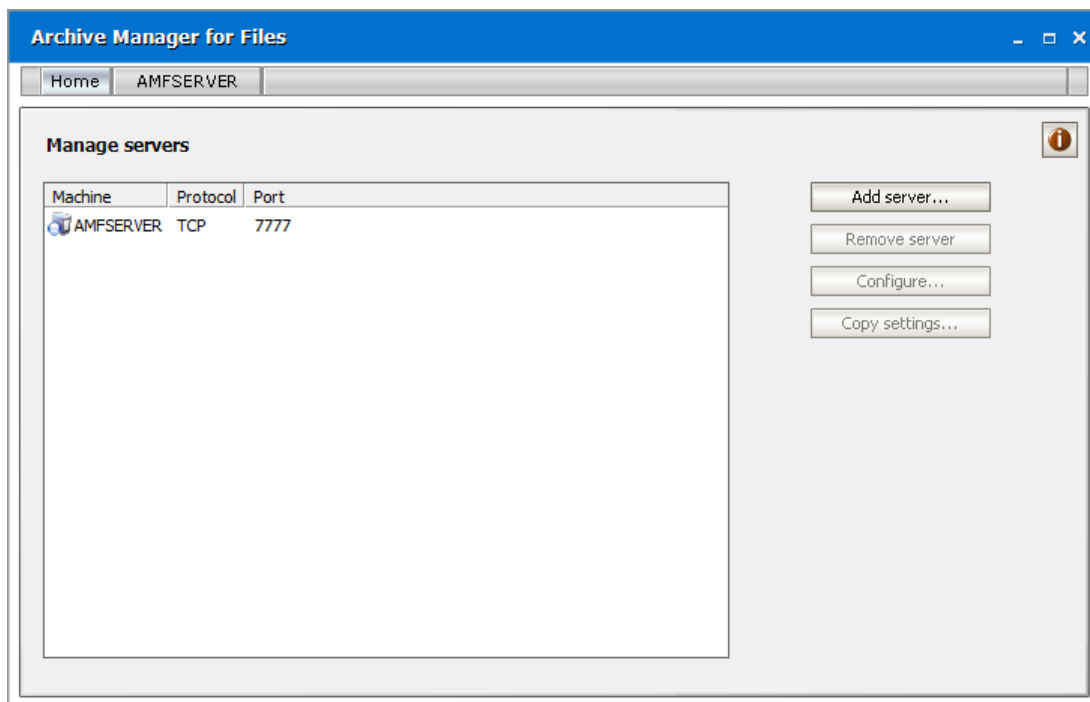 Archive Manager for Files
Home AMFSERVER
Manage servers
Machine Protocol Port
AMFSERVER TCP 7777
Add server...
Remove server
Configure...
Copy settings...